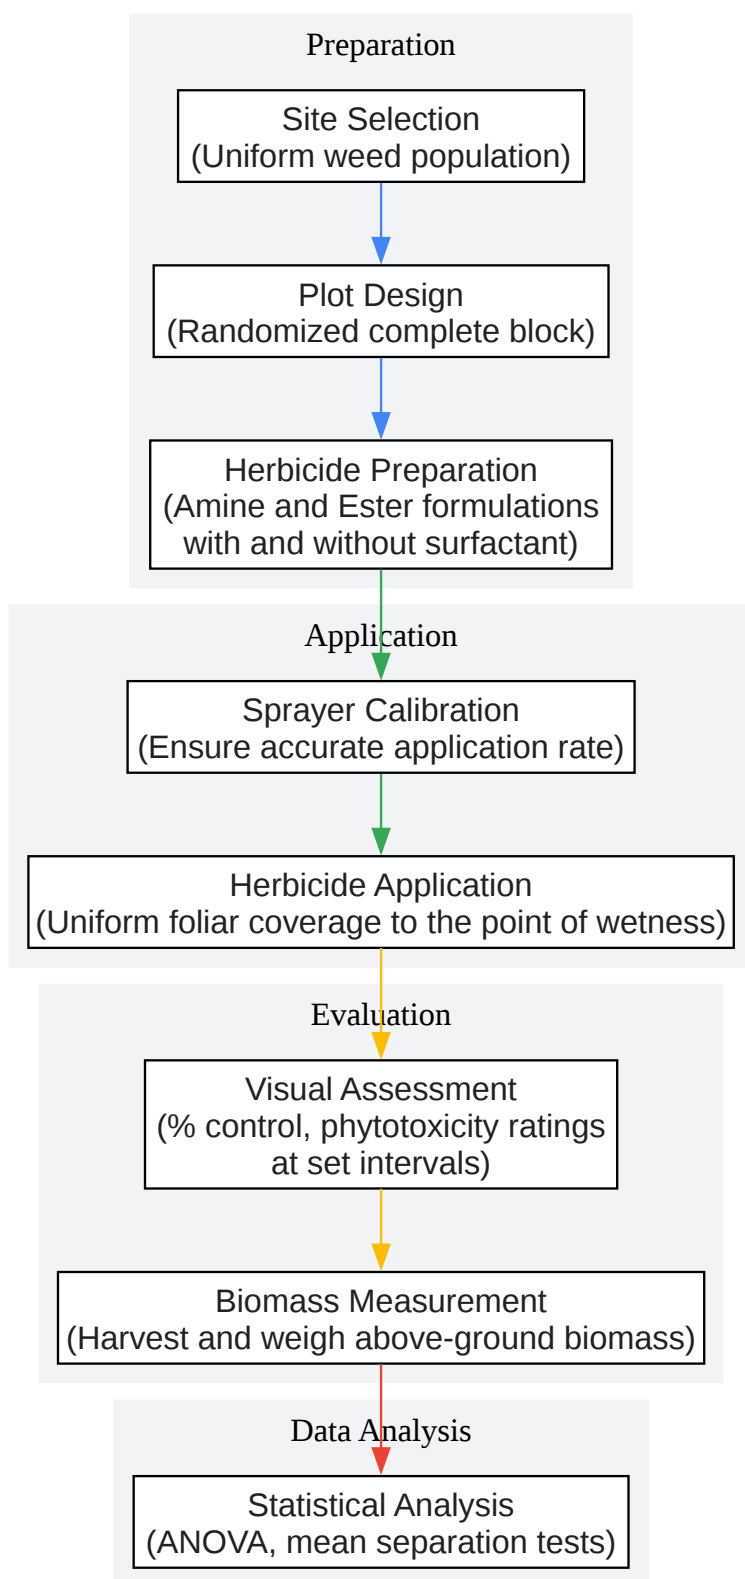 Preparation
Site Selection
(Uniform weed population)
Plot Design
(Randomized complete block)
Herbicide Preparation
(Amine and Ester formulations
with and without surfactant)
Application
Sprayer Calibration
(Ensure accurate application rate)
Herbicide Application
(Uniform foliar coverage to the point of wetness)
Evaluation
Visual Assessment
(% control, phytotoxicity ratings
at set intervals)
Biomass Measurement
(Harvest and weigh above-ground biomass)
Data Analysis
Statistical Analysis
(ANOVA, mean separation tests)